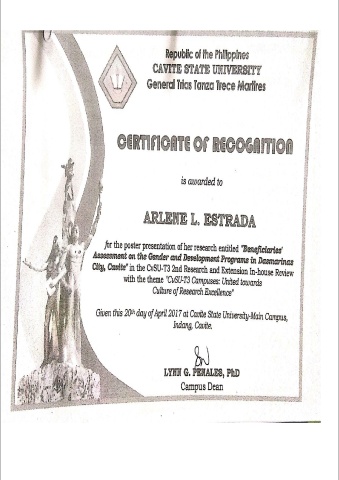 Republic of the Philippines
CAVITE STATE UNIVERSITY
General Trias Tanza Trece Martires
CERTIFICATE OF RECOGNITION
is awarded to
ARLENE L. ESTRADA
for the poster presentation of her research entitled "Beneficiaries'
Assessment on the Gender and Development Programs in Dasmarinas
City, Cavite" in the CvSU-T3 2nd Research and Extension In-house Review
with the theme "CvSU-T3 Campuses: United towards
Culture of Research Excellence"
Given this 20th day of April 2017 at Cavite State University-Main Campus,
Indang, Cavite.
LYNN G. PENALES, PhD
Campus Dean